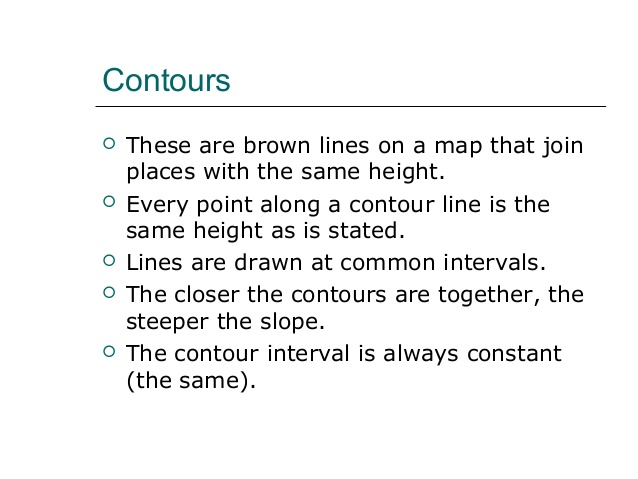 Contours
These are brown lines on a map that join
places with the same height.
Every point along a contour line is the
same height as is stated.
Lines are drawn at common intervals.
The closer the contours are together, the
steeper the slope.
The contour interval is always constant
(the same).